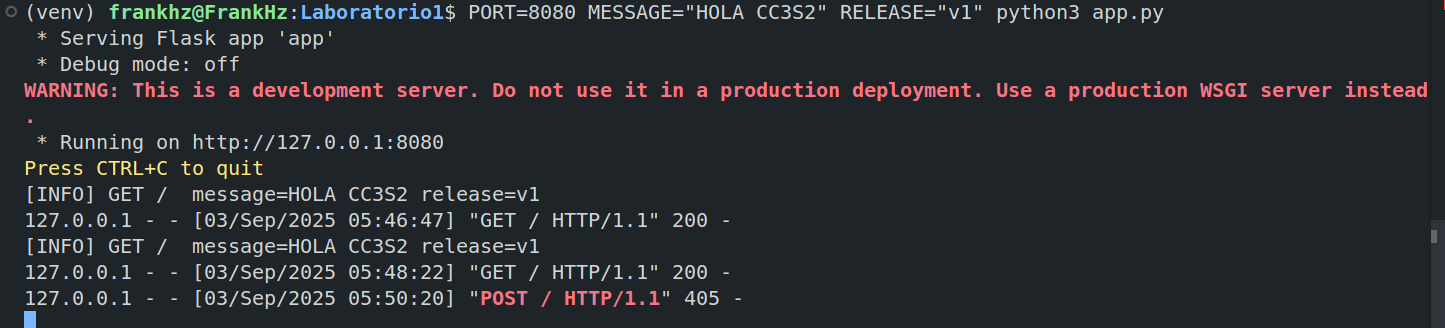 (venv) frankhz@FrankHz:Laboratorio1$ PORT=8080 MESSAGE="HOLA CC3S2" RELEASE="v1" python3 app.py
 * Serving Flask app 'app'
 * Debug mode: off
WARNING: This is a development server. Do not use it in a production deployment. Use a production WSGI server instead
.
 * Running on http://127.0.0.1:8080
Press CTRL+C to quit
[INFO] GET /  message=HOLA CC3S2 release=v1
127.0.0.1 - - [03/Sep/2025 05:46:47] "GET / HTTP/1.1" 200 -
[INFO] GET /  message=HOLA CC3S2 release=v1
127.0.0.1 - - [03/Sep/2025 05:48:22] "GET / HTTP/1.1" 200 -
127.0.0.1 - - [03/Sep/2025 05:50:20] "POST / HTTP/1.1" 405 -